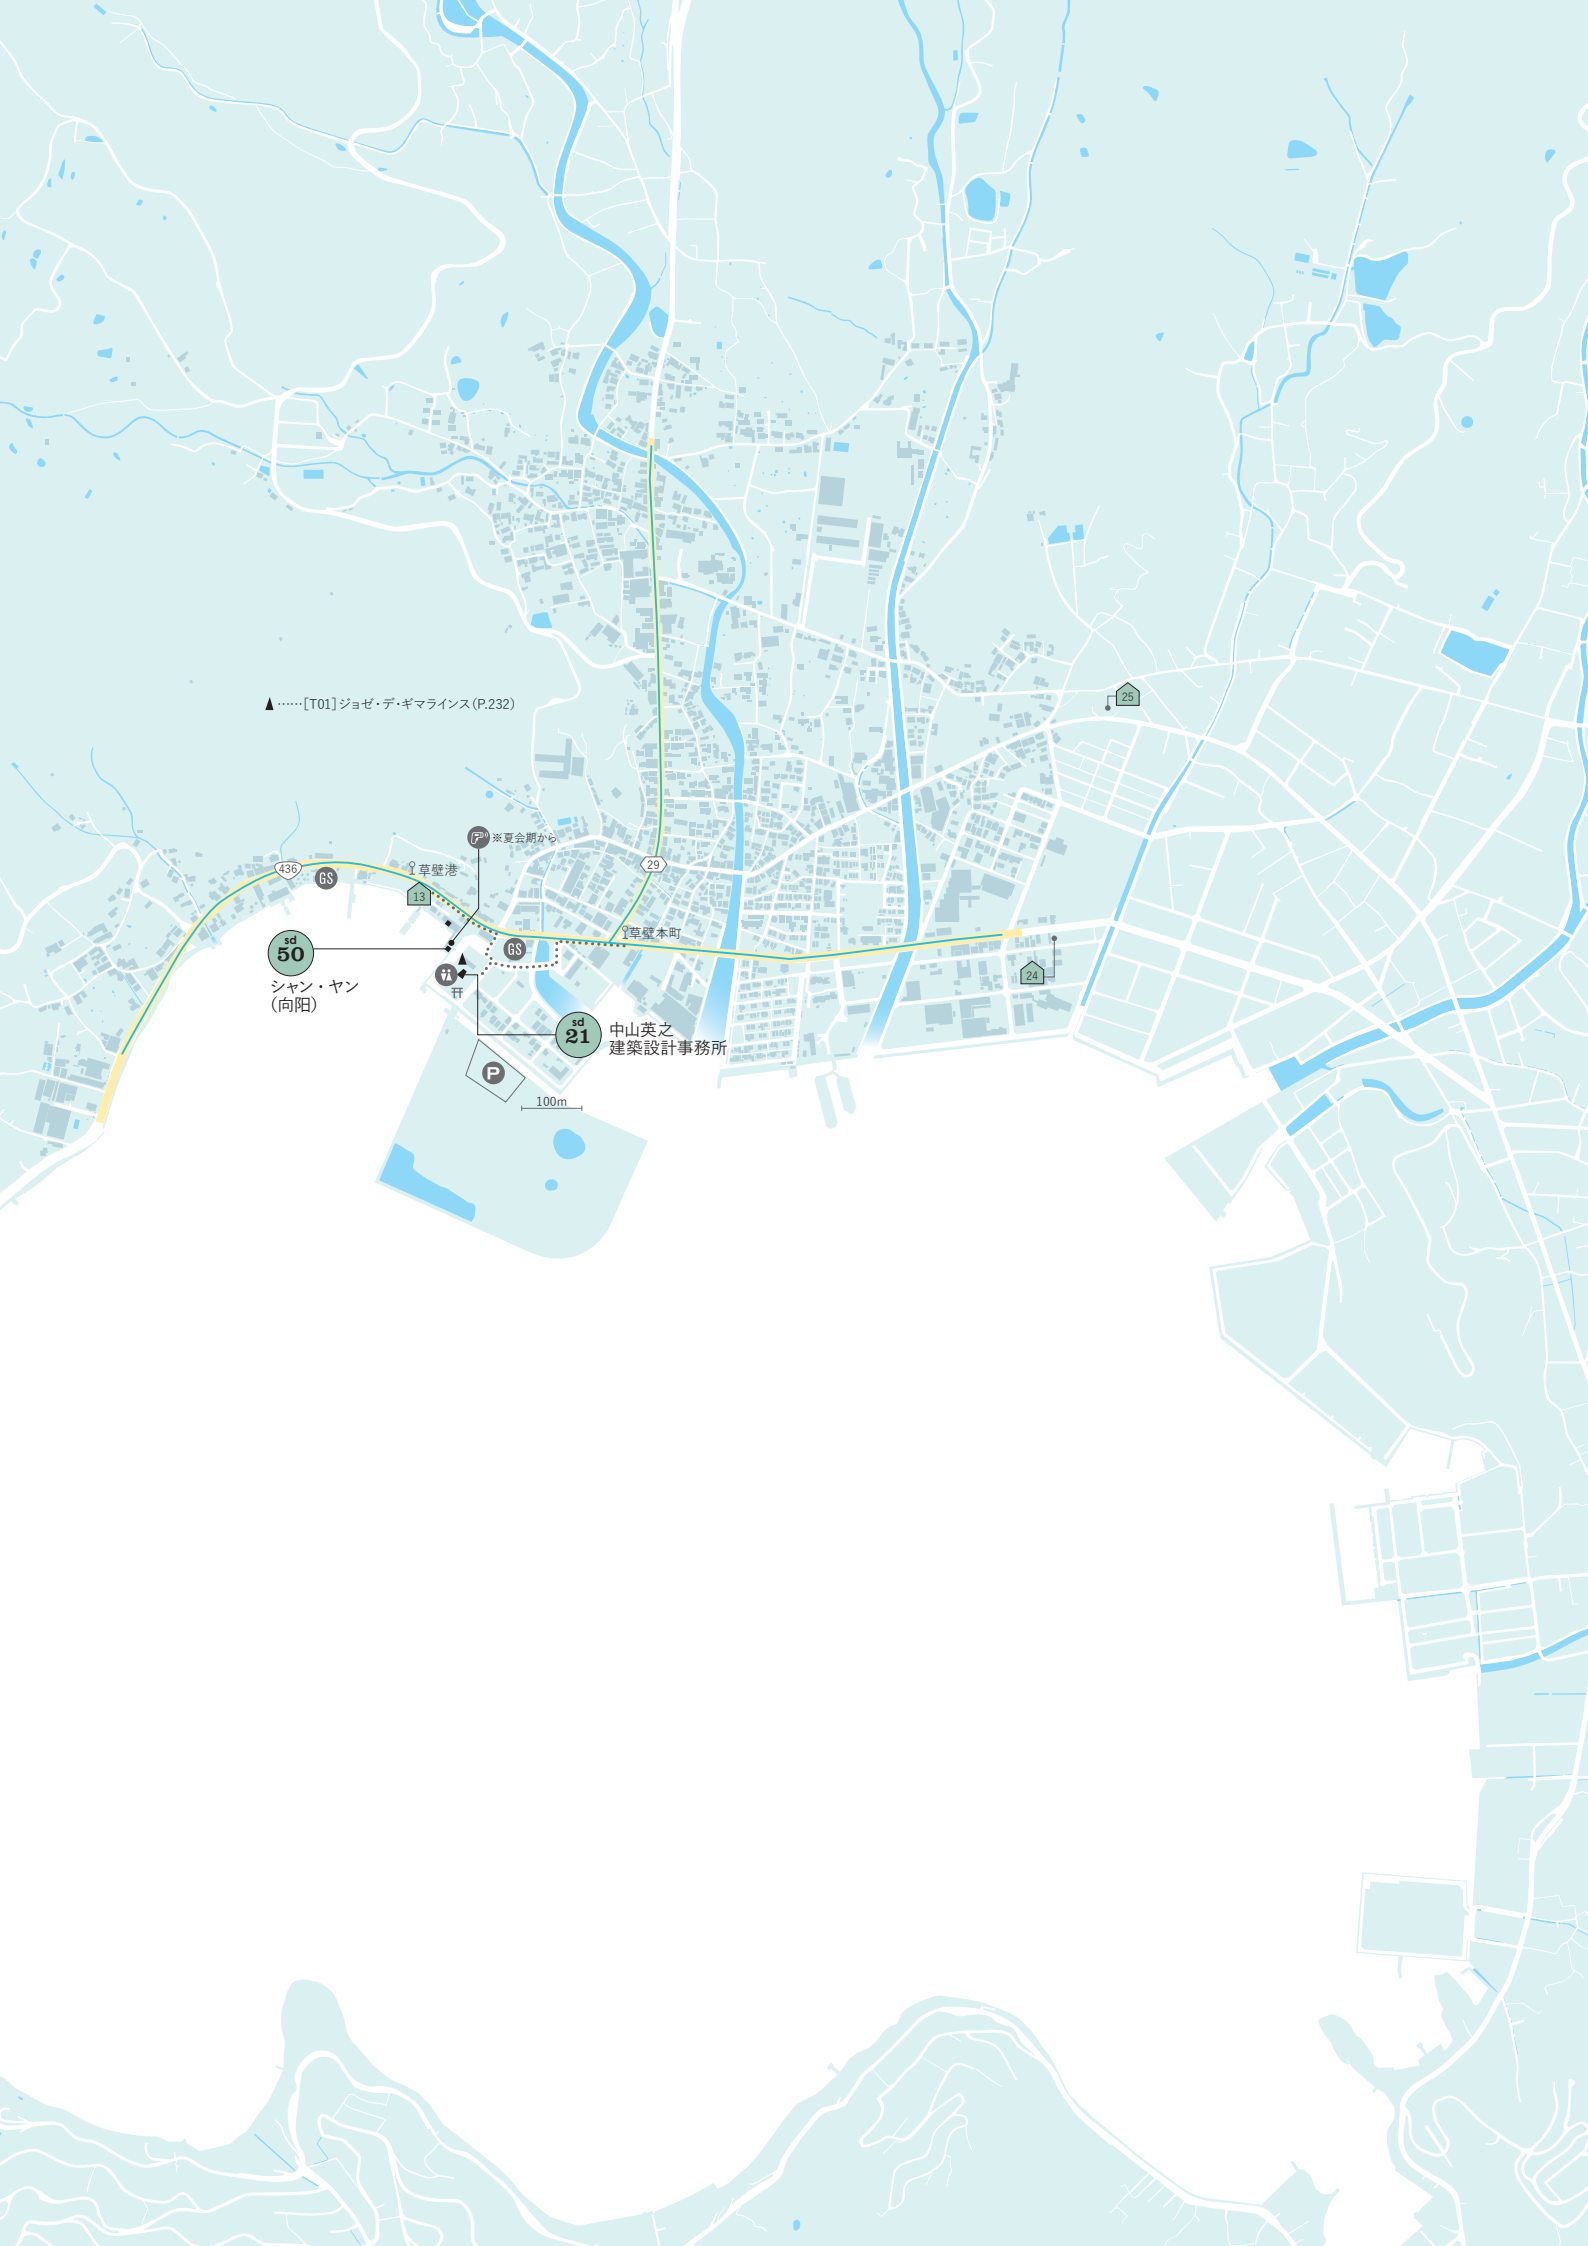 25
▲……[T01]ジョゼ・デ・ギマラインス(P.232)
※夏会期から
29
436
草壁港
GS
13
草壁本町
sd
50
GS
シャン・ヤン
(向阳)
24
sd
21
中山英之
建築設計事務所
P
100m